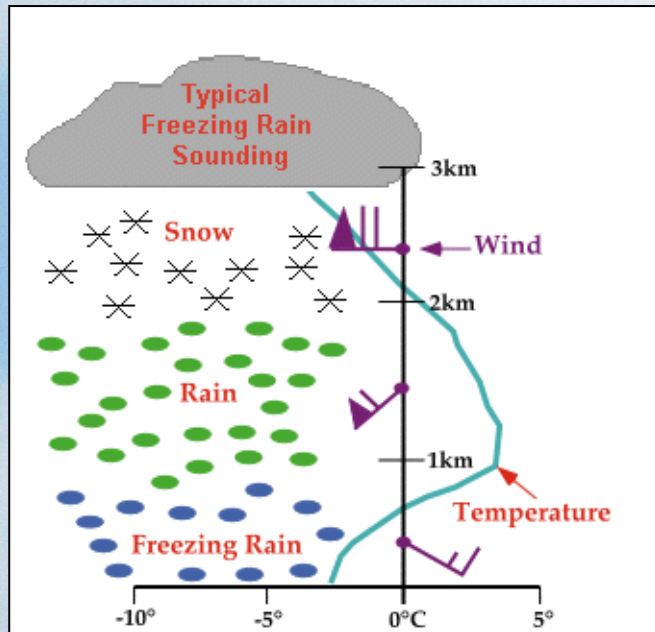 Typical
Freezing Rain
Sounding
3km
Snow
Wind
2km
Rain
1km
Temperature
Freezing Rain
-10°
-5°
0°C
5°